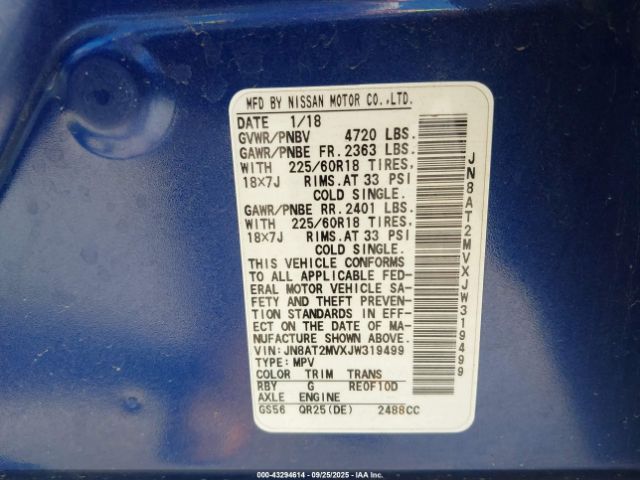 MFD BY NISSAN MOTOR CO.,LTD.
DATE 1/18
GVWR/PNBV 4720 LBS.
GAWR/PNBE FR.2363 LBS.
WITH 225/60R18 TIRES.
18X7J RIMS.AT 33 PSI
COLD SINGLE.
GAWR/PNBE RR.2401 LBS.
WITH 225/60R18 TIRES.
18X7J RIMS.AT 33 PSI
COLD SINGLE.
THIS VEHICLE CONFORMS
TO ALL APPLICABLE FED-
ERAL MOTOR VEHICLE SA-
FETY AND THEFT PREVEN-
TION STANDARDS IN EFF-
ECT ON THE DATE OF MA-
NUFACTURE SHOWN ABOVE.
VIN:JN8AT2MVXJW319499
TYPE:MPV
COLOR TRIM TRANS
RBY G RE0F10D
AXLE ENGINE
GS56 QR25(DE) 2488CC
JN8AT2MVXJW319499
000-43294614 - 09/25/2025 - IAA Inc.